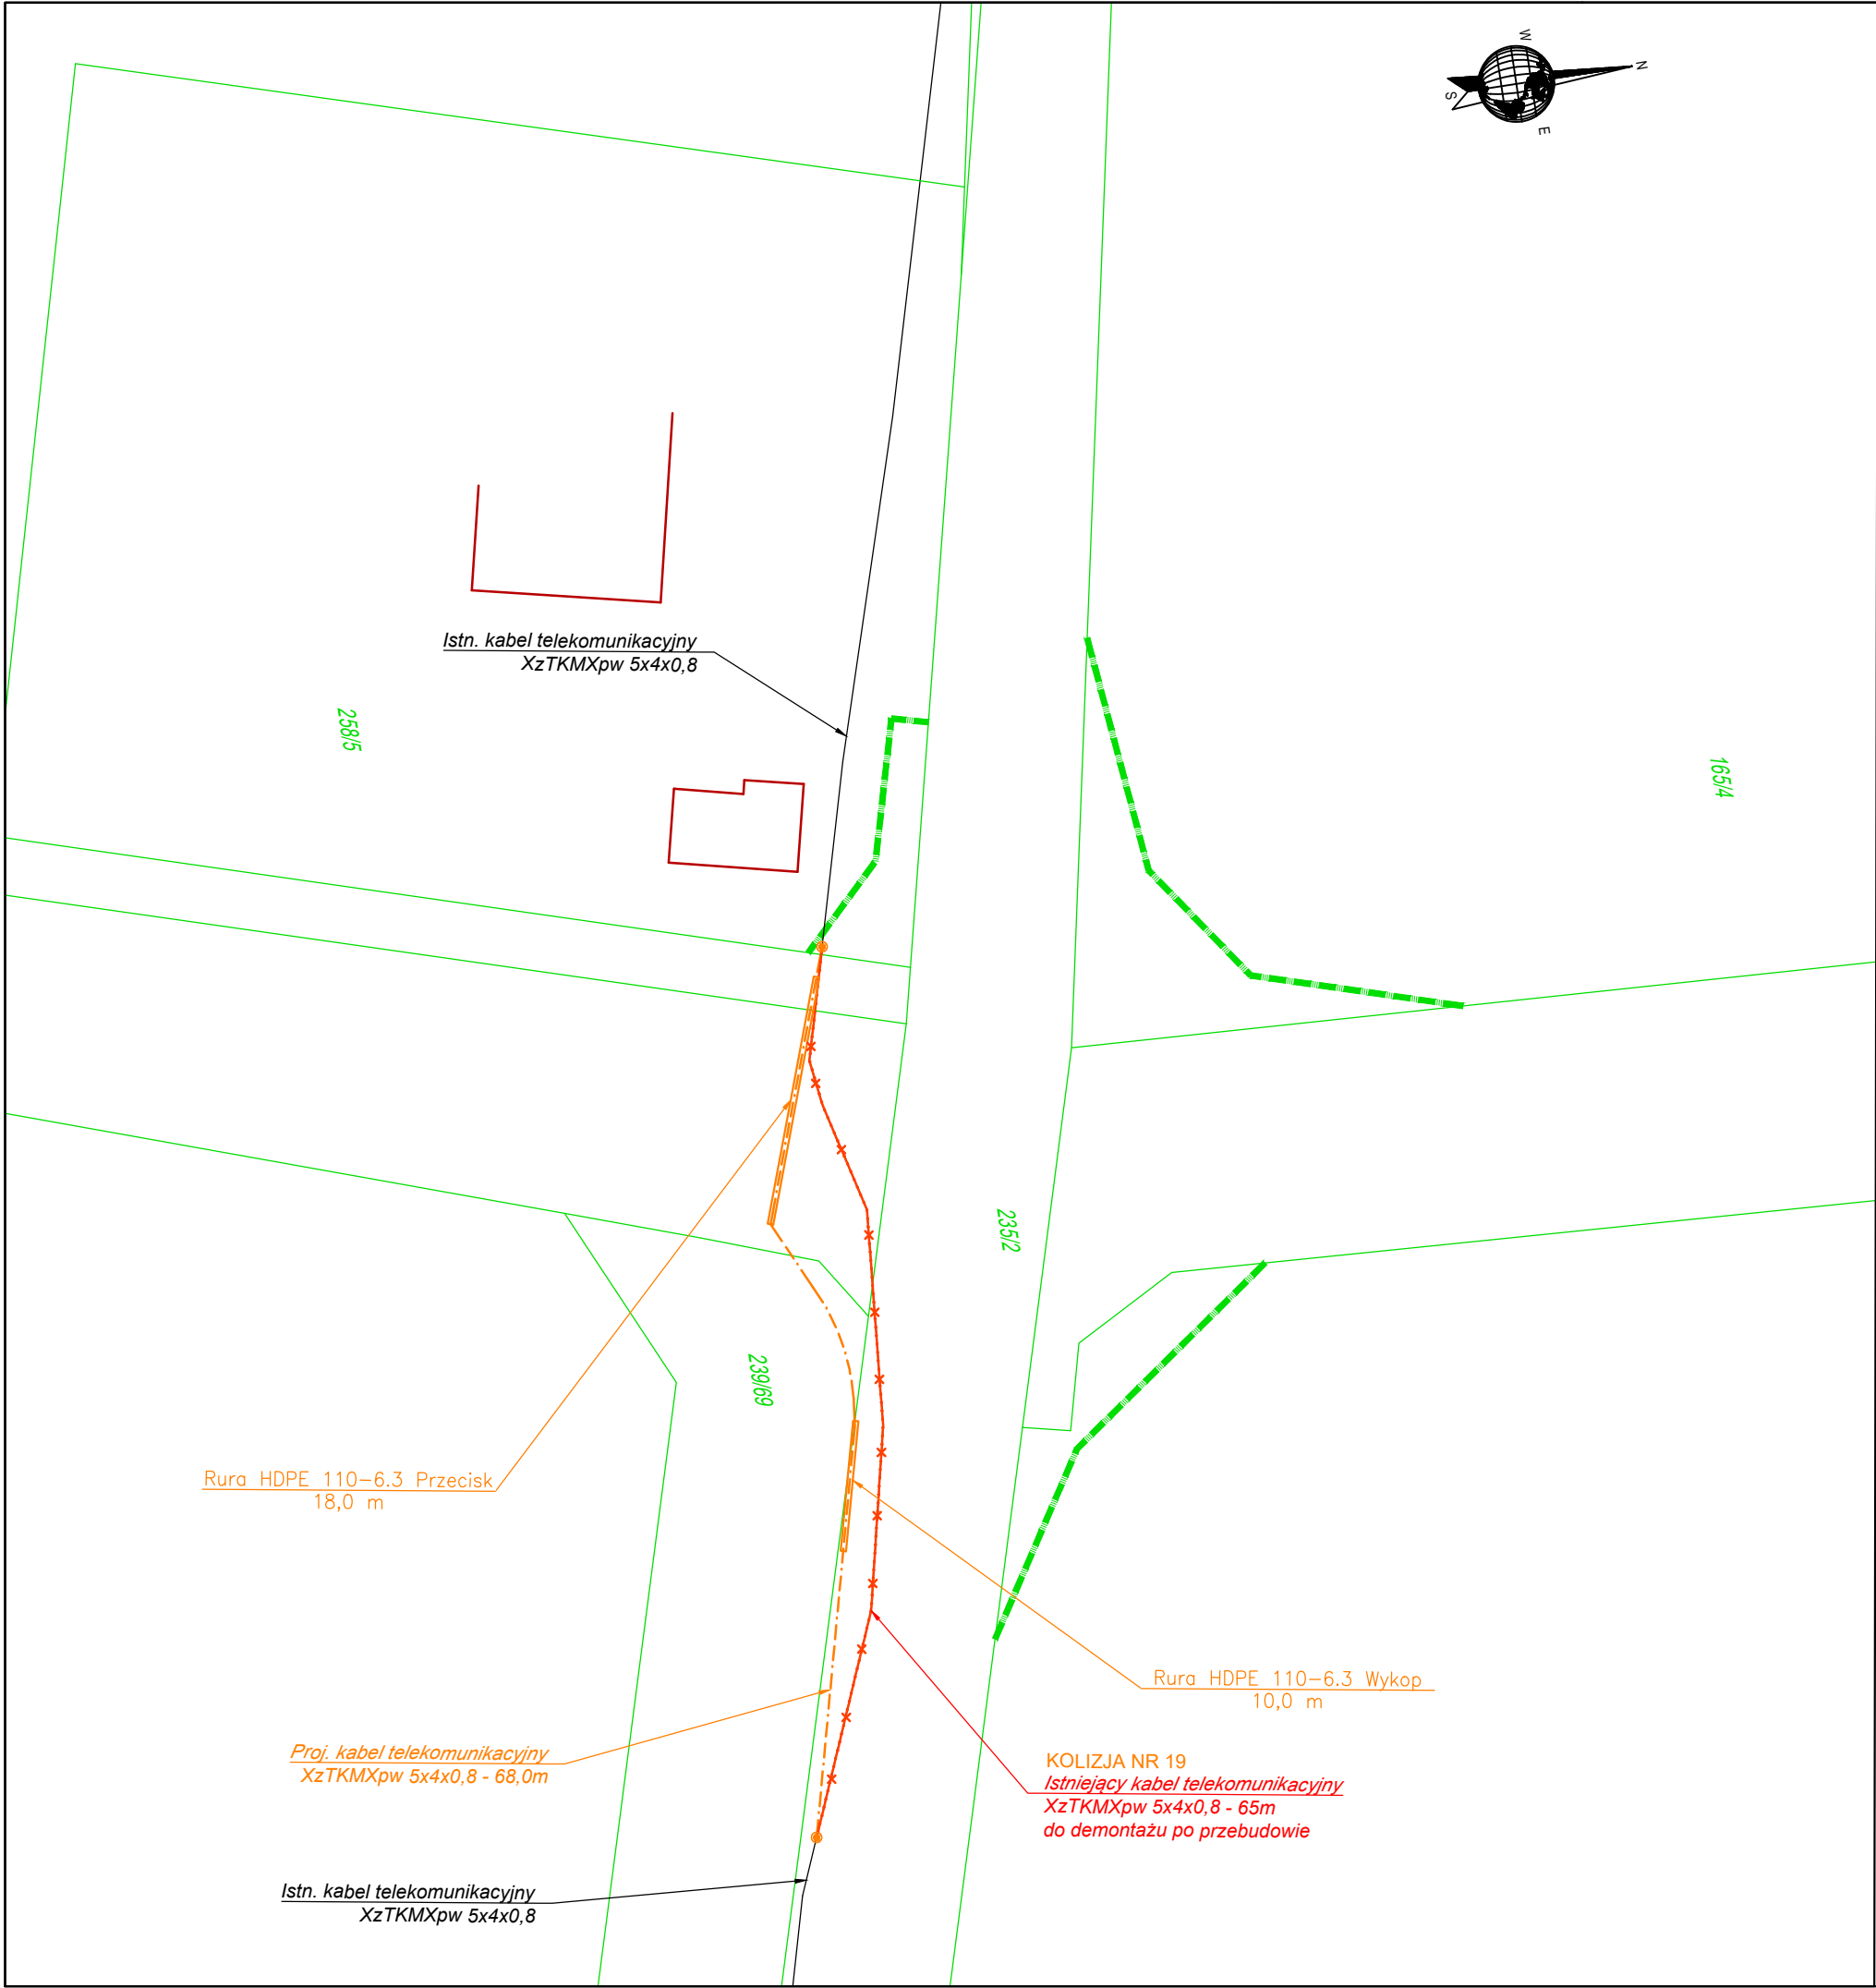 W
N
S
E
Istn. kabel telekomunikacyjny
XzTKMXpw 5x4x0,8
258/5
165/4
235/2
239/69
Rura HDPE 110-6.3 Przecisk
18,0 m
Rura HDPE 110-6.3 Wykop
10,0 m
Proj. kabel telekomunikacyjny
XzTKMXpw 5x4x0,8 - 68,0m
KOLIZJA NR 19
Istniejący kabel telekomunikacyjny
XzTKMXpw 5x4x0,8 - 65m
do demontażu po przebudowie
Istn. kabel telekomunikacyjny
XzTKMXpw 5x4x0,8